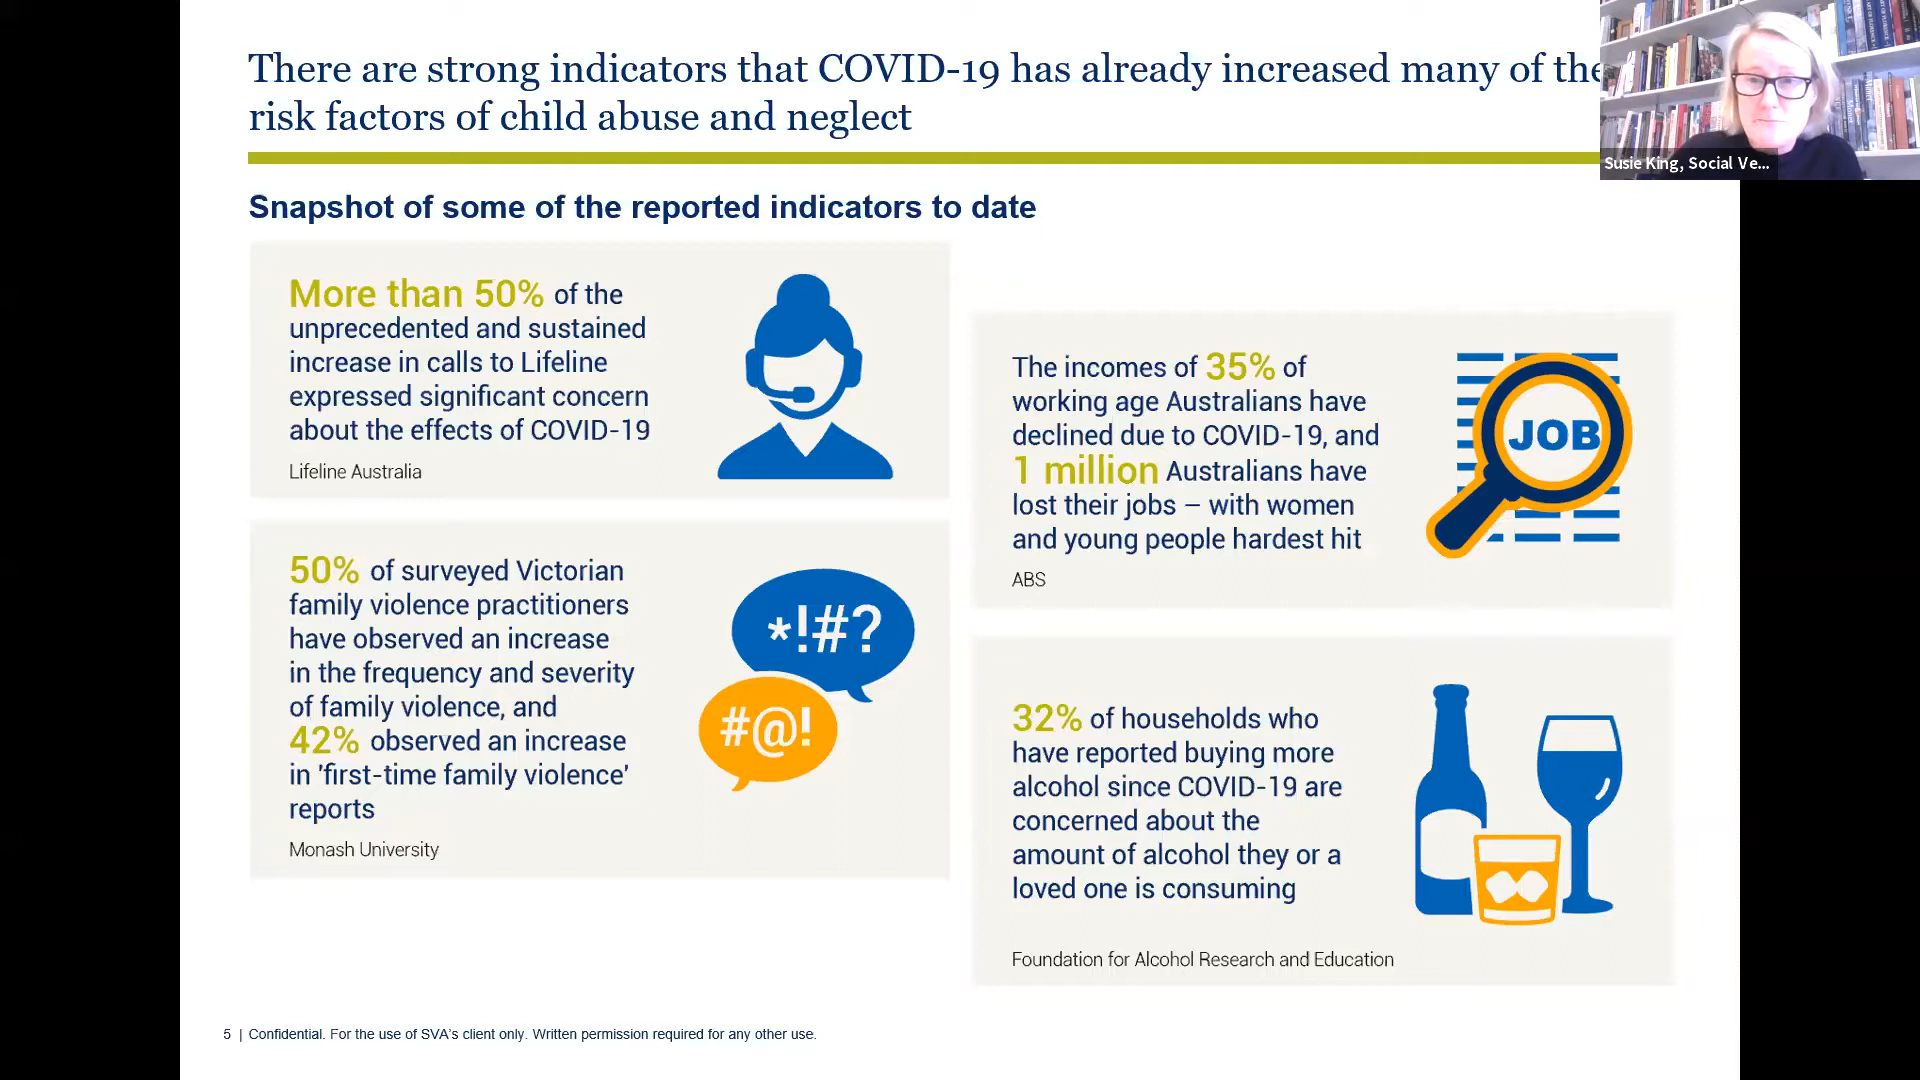 There are strong indicators that COVID-19 has already increased many of the
risk factors of child abuse and neglect
Susie King, Social Ve...
Snapshot of some of the reported indicators to date
More than 50% of the
unprecedented and sustained
increase in calls to Lifeline
expressed significant concern
about the effects of COVID-19
Lifeline Australia
50% of surveyed Victorian
family violence practitioners
have observed an increase
in the frequency and severity
of family violence, and
42% observed an increase
in 'first-time family violence'
reports
Monash University
*!#?
#@!
The incomes of 35% of
working age Australians have
declined due to COVID-19, and
1 million Australians have
lost their jobs – with women
and young people hardest hit
ABS
JOB
32% of households who
have reported buying more
alcohol since COVID-19 are
concerned about the
amount of alcohol they or a
loved one is consuming
Foundation for Alcohol Research and Education
5 | Confidential. For the use of SVA's client only. Written permission required for any other use.